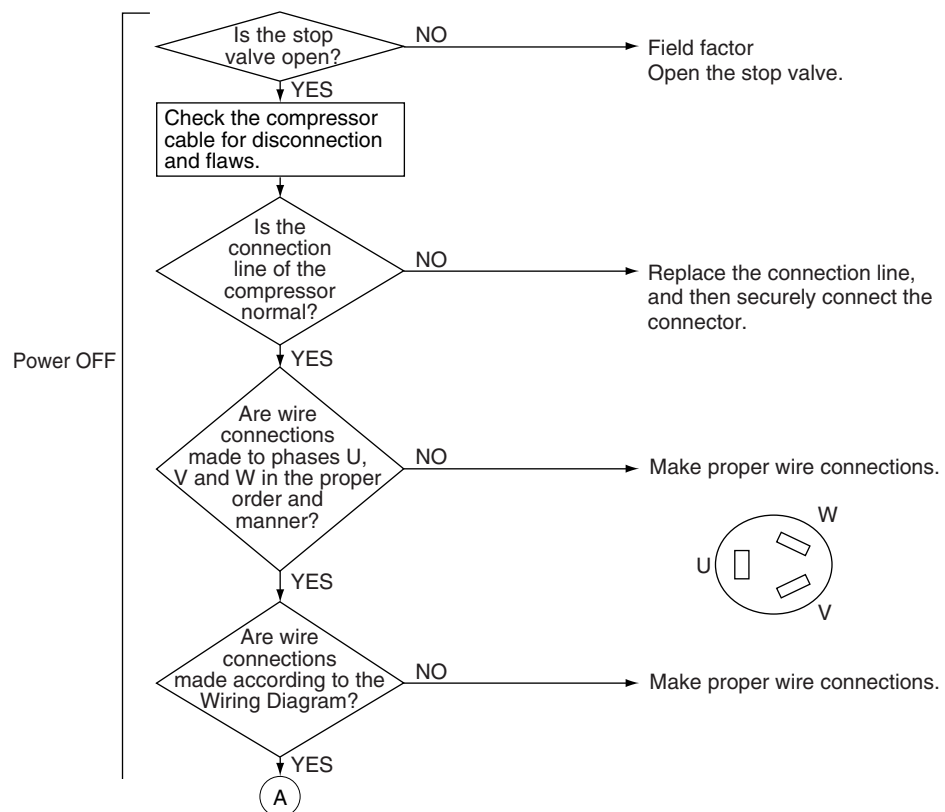 Is the stop
valve open?
NO
Field factor
Open the stop valve.
YES
Check the compressor
cable for disconnection
and flaws.
Is the
connection
line of the
compressor
normal?
NO
Replace the connection line,
and then securely connect the
connector.
Power OFF
YES
Are wire
connections
made to phases U,
V and W in the proper
order and
manner?
NO
Make proper wire connections.
W
U
V
YES
Are wire
connections
made according to the
Wiring Diagram?
NO
Make proper wire connections.
YES
A